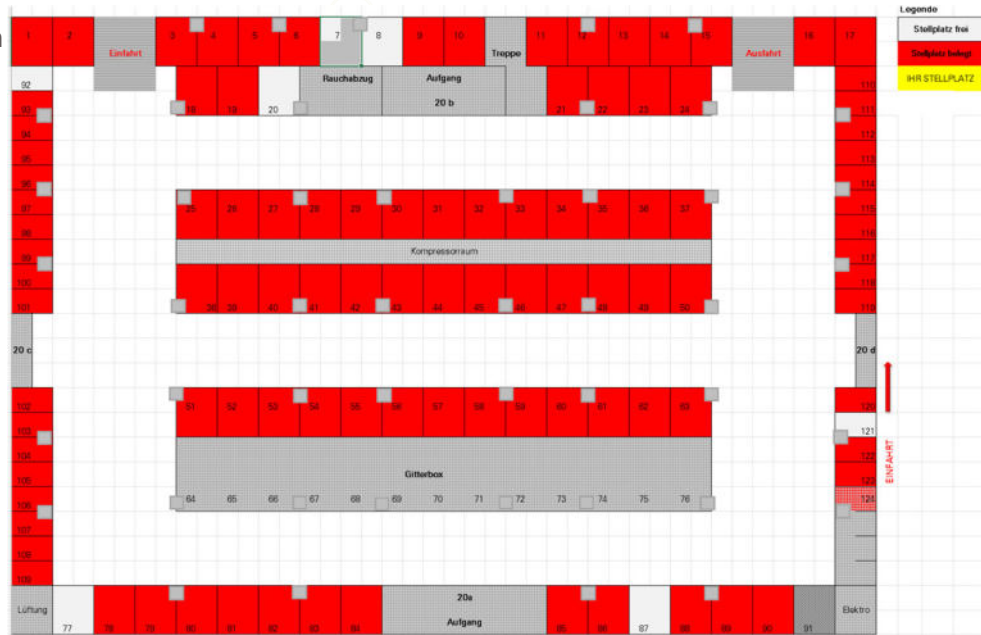 Legende
Stellplatz frei
Stellplatz belegt
IHR STELLPLATZ
1 2 Einfahrt 3 4 5 6 7 8 9 10 Treppe 11 12 13 14 15 Ausfahrt 16 17
92 Rauchabzug Aufgang 110
93 18 19 20 20 b 21 22 23 24 111
94 112
95 113
96 114
97 25 26 27 28 29 30 31 32 33 34 35 36 37 115
98 116
99 Kompressorraum 117
100 118
101 38 39 40 41 42 43 44 45 46 47 48 49 50 119
20 c 20 d
102 51 52 53 54 55 56 57 58 59 60 61 62 63 120
103 121
104 122
105 Gitterbox 123
106 64 65 66 67 68 69 70 71 72 73 74 75 76 124
EINFAHRT
107
108
109
Lüftung 20a Elektro
77 78 79 80 81 82 83 84 Aufgang 85 86 87 88 89 90 91